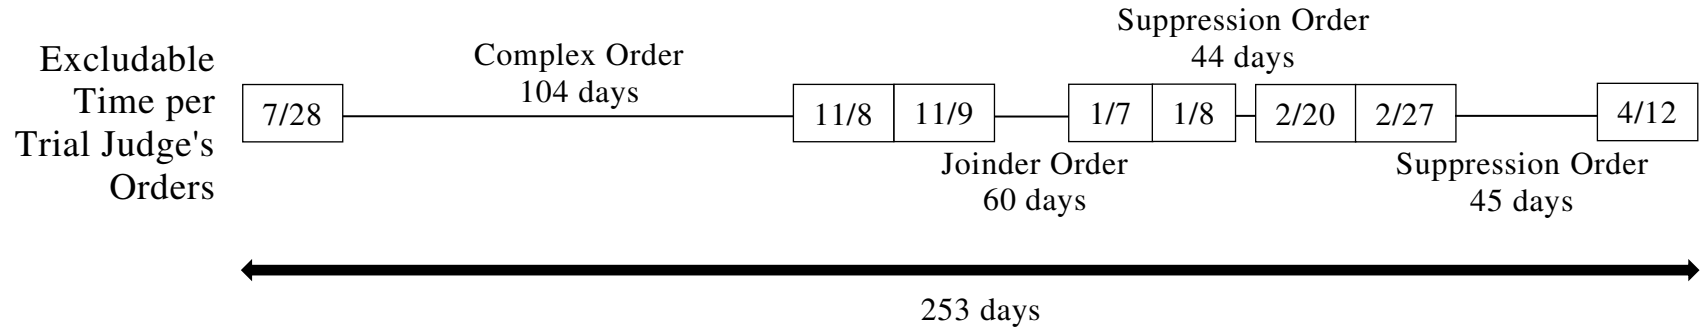 Excludable
Time per
Trial Judge's
Orders
Complex Order
104 days
Suppression Order
44 days
7/28
11/8
11/9
1/7
1/8
2/20
2/27
4/12
Joinder Order
60 days
Suppression Order
45 days
253 days